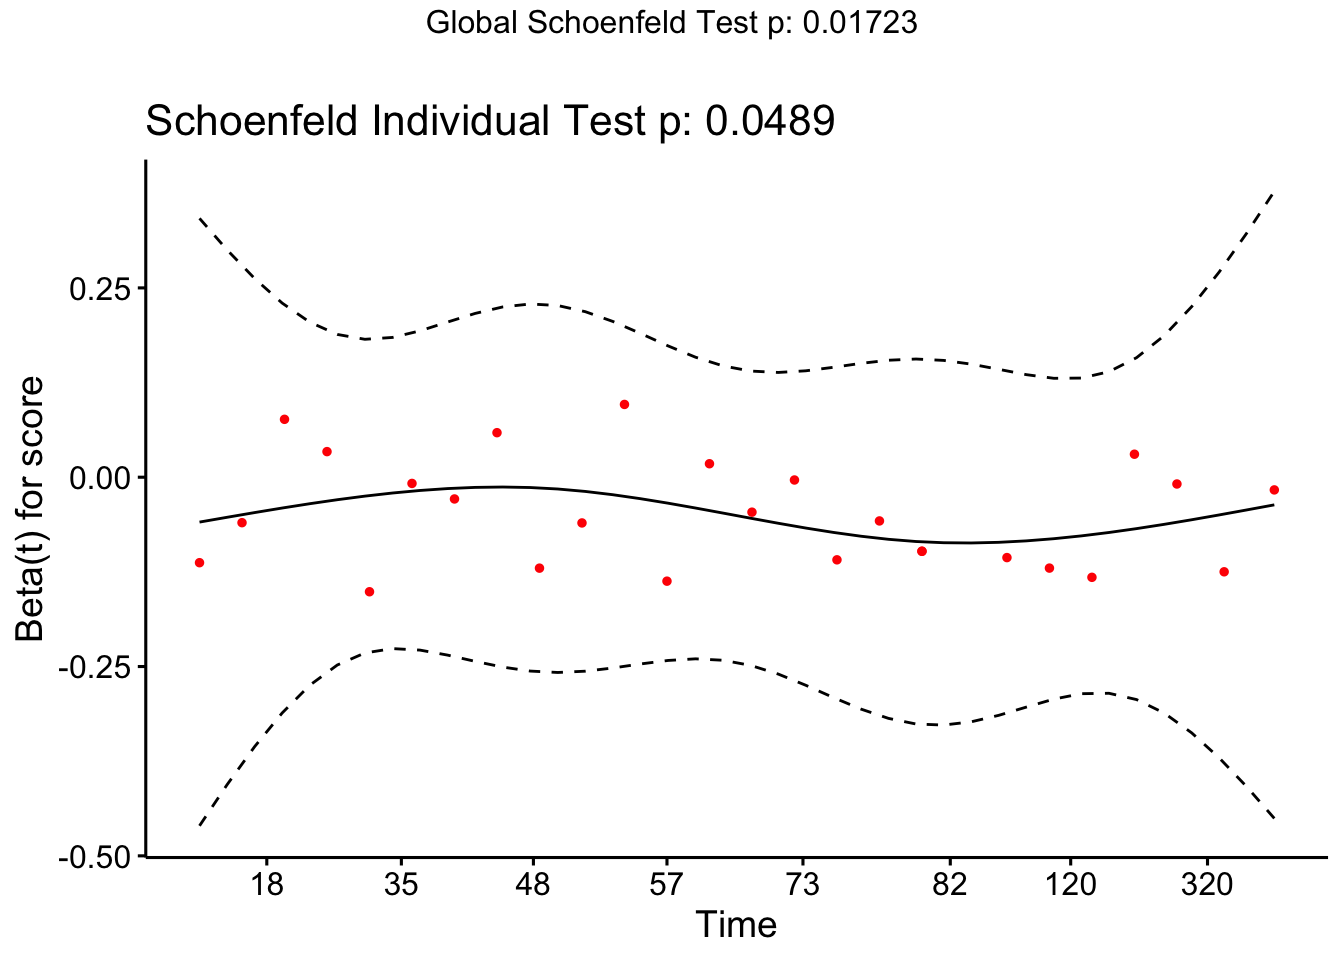 Global Schoenfeld Test p: 0.01723
Schoenfeld Individual Test p: 0.0489
Beta(t) for score
0.25
0.00
-0.25
-0.50
18 35 48 57 73 82 120 320
Time